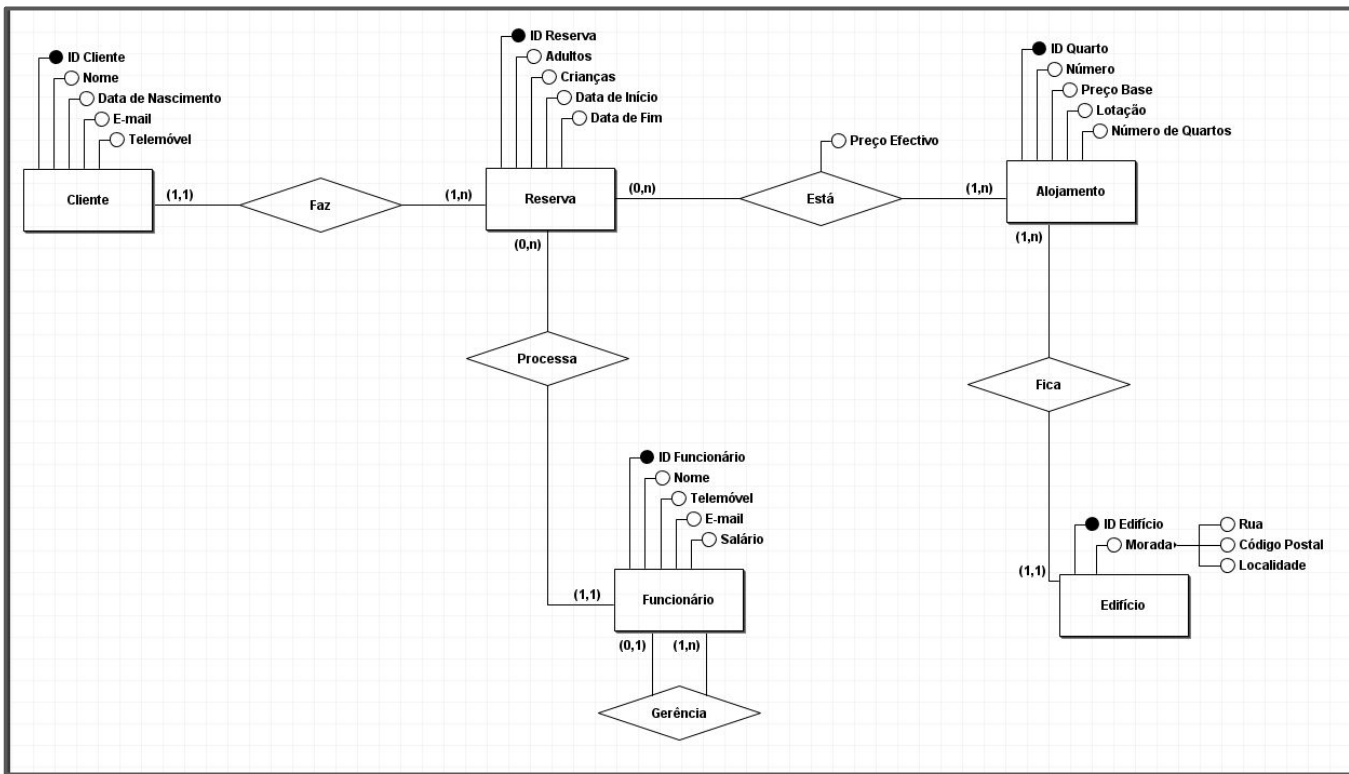 ID Cliente
Nome
Data de Nascimento
E-mail
Telemóvel
Cliente
(1,1)
Faz
(1,n)
ID Reserva
Adultos
Crianças
Data de Início
Data de Fim
Reserva
(0,n)
(0,n)
Preço Efectivo
Está
(1,n)
ID Quarto
Número
Preço Base
Lotação
Número de Quartos
Alojamento
(1,n)
Processa
Fica
ID Funcionário
Nome
Telemóvel
E-mail
Salário
(1,1)
Funcionário
(0,1)
(1,n)
Gerência
ID Edifício
Morada
Rua
Código Postal
Localidade
(1,1)
Edifício